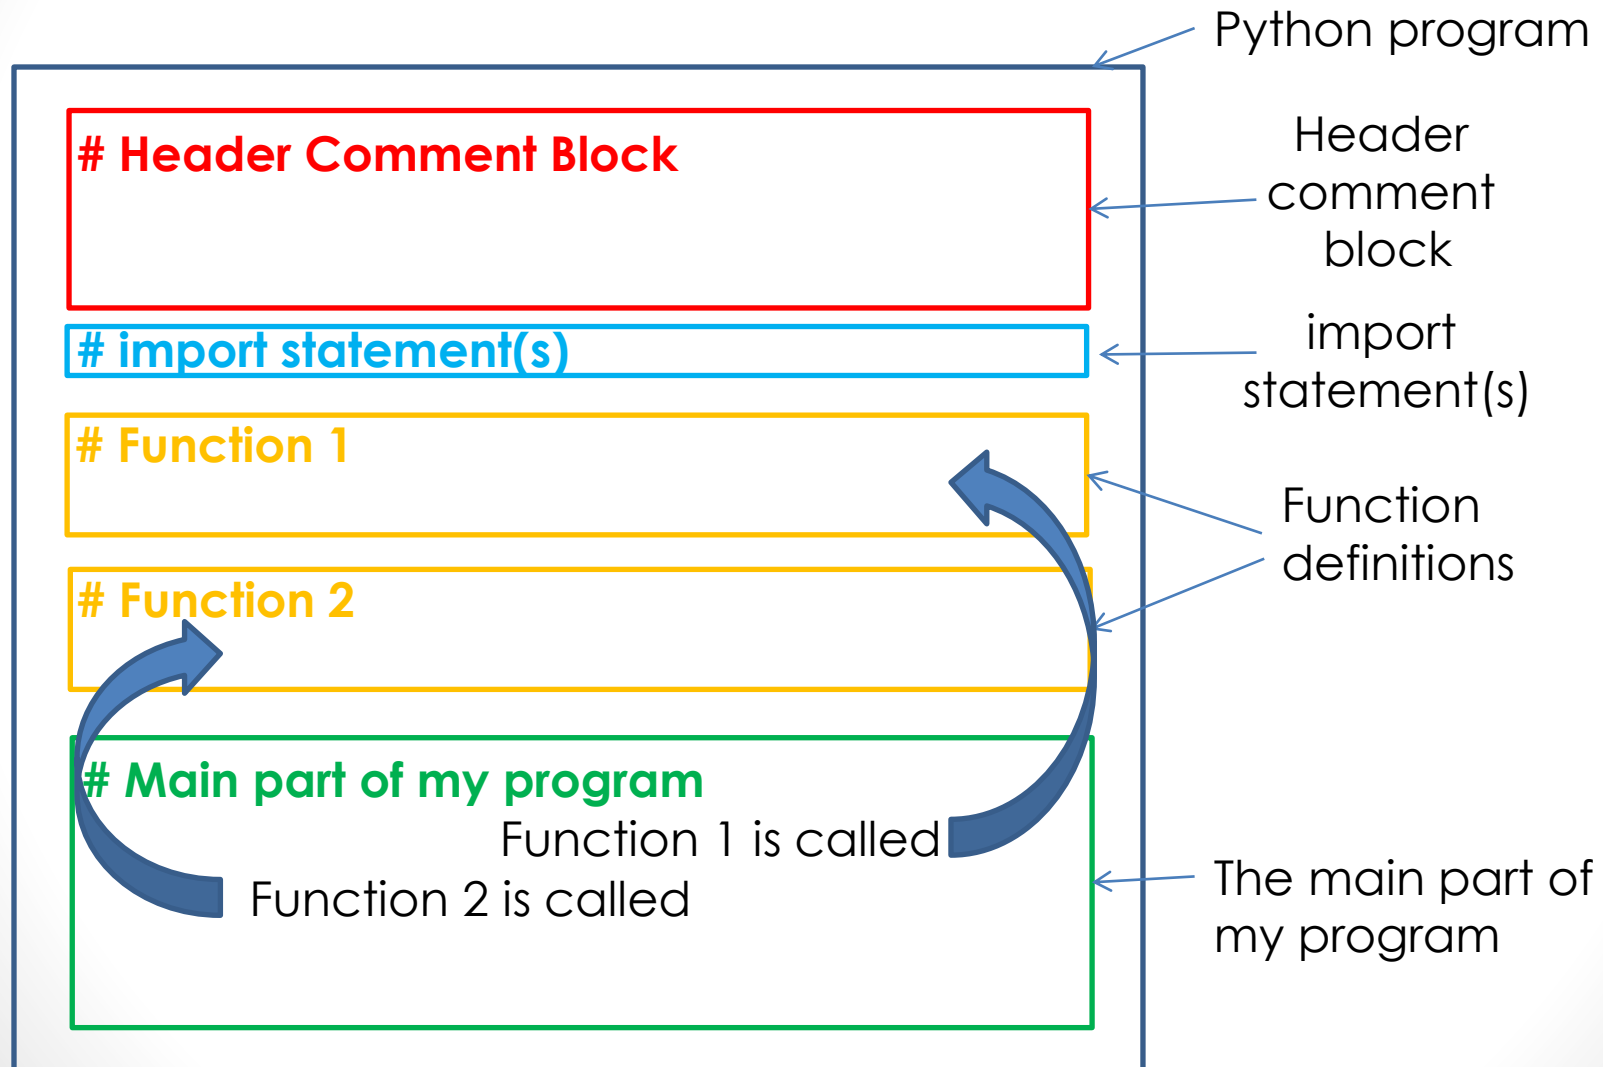 Python program
# Header Comment Block
Header
comment
block
# import statement(s)
import
statement(s)
# Function 1
Function
definitions
# Function 2
# Main part of my program
Function 1 is called
Function 2 is called
The main part of
my program